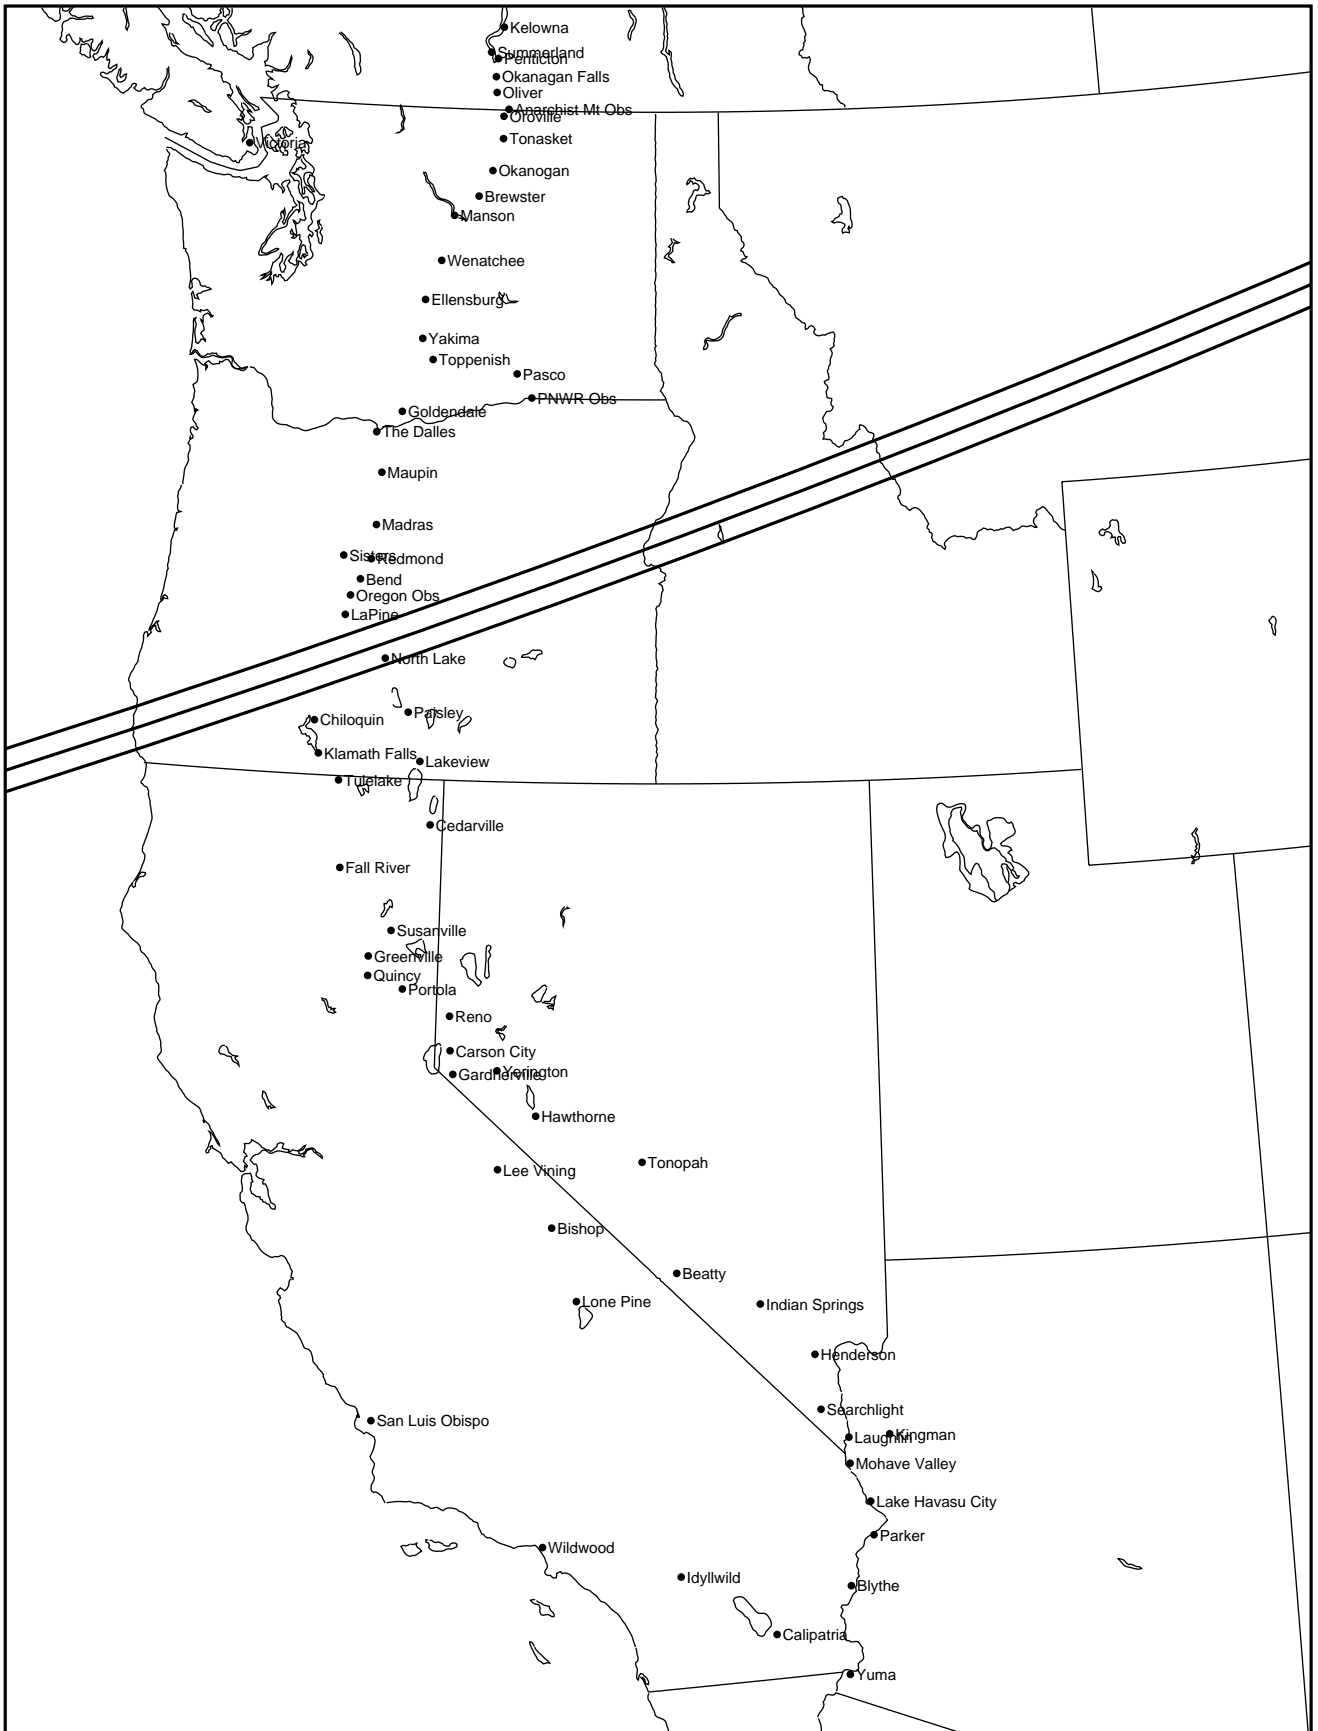 Kelowna
Summerland
Penticton
Okanagan Falls
Oliver
Anarchist Mt Obs
Oroville
Tonasket
Victoria
Okanogan
Brewster
Manson
Wenatchee
Ellensburg
Yakima
Toppenish
Pasco
PNWR Obs
Goldendale
The Dalles
Maupin
Madras
Sisters
Redmond
Bend
Oregon Obs
LaPine
North Lake
Paisley
Chiloquin
Klamath Falls
Lakeview
Tulelake
Cedarville
Fall River
Susanville
Greenville
Quincy
Portola
Reno
Carson City
Yerington
Gardnerville
Hawthorne
Tonopah
Lee Vining
Bishop
Beatty
Lone Pine
Indian Springs
Henderson
Searchlight
San Luis Obispo
Kingman
Laughlin
Mohave Valley
Lake Havasu City
Parker
Wildwood
Idyllwild
Blythe
Calipatria
Yuma